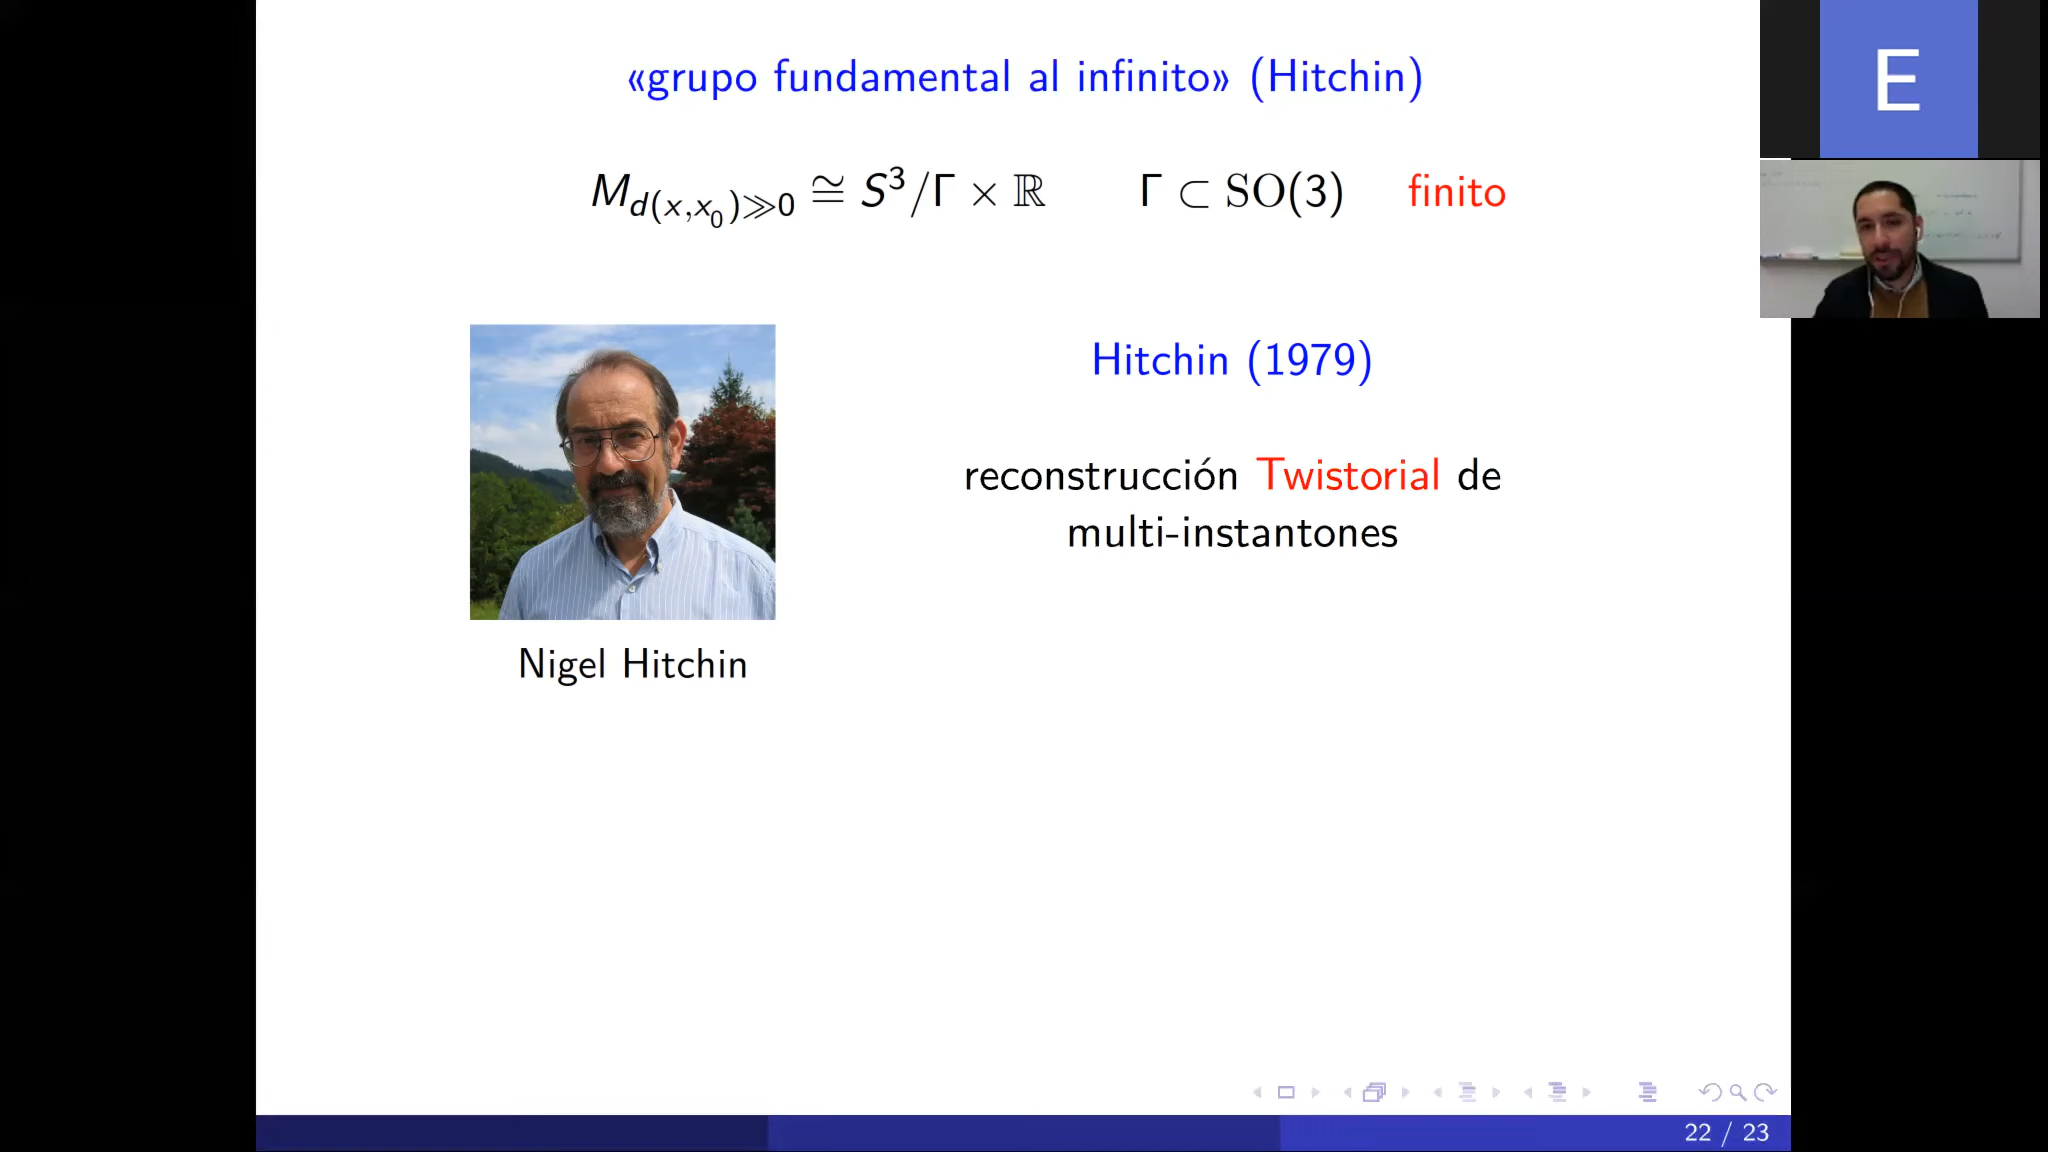 «grupo fundamental al infinito» (Hitchin)
M_{d(x,x_0)≫0} ≅ S^3/Γ × ℝ Γ ⊂ SO(3) finito
Hitchin (1979)
reconstrucción Twistorial de
multi-instantones
Nigel Hitchin
22 / 23
E